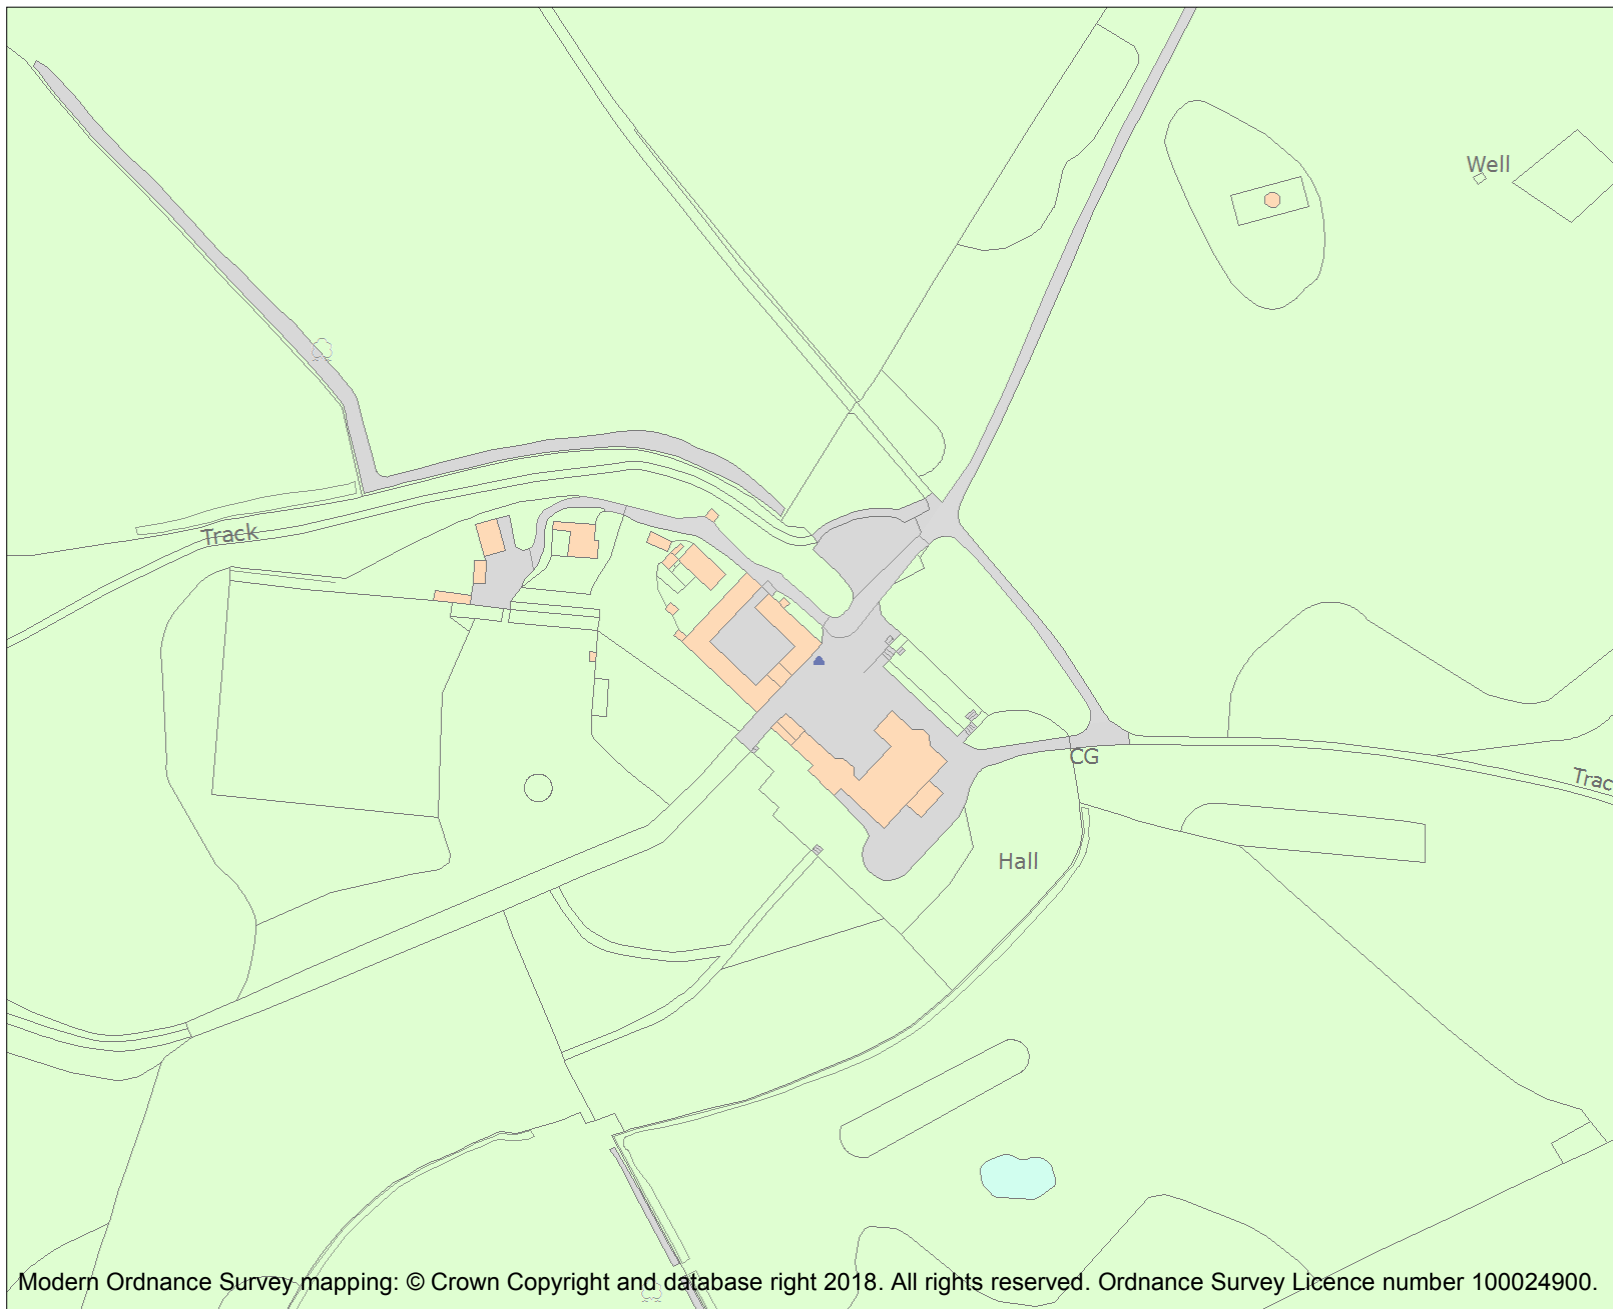 Well
Track
CG
Trac
Hall
Modern Ordnance Survey mapping: © Crown Copyright and database right 2018. All rights reserved. Ordnance Survey Licence number 100024900.